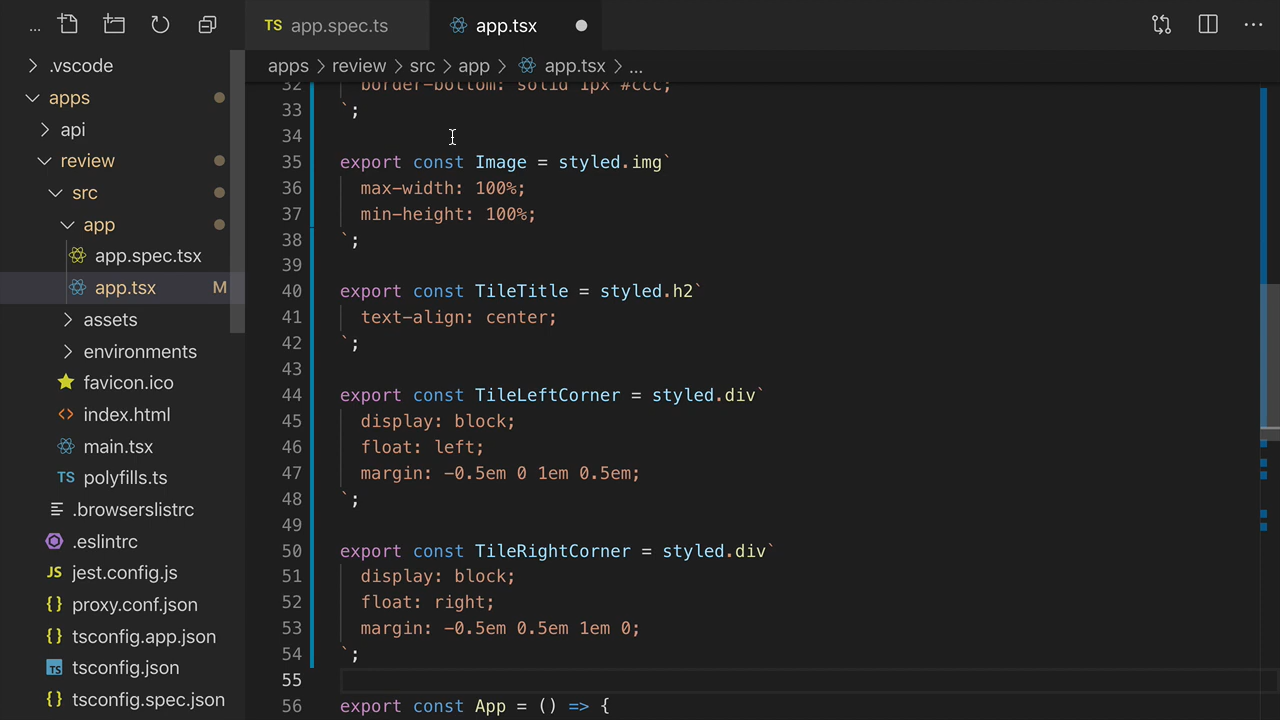 ...
TS app.spec.ts
app.tsx
...
apps > review > src > app > app.tsx > ...
.vscode
apps
api
review
src
app
app.spec.tsx
app.tsx M
assets
environments
favicon.ico
<> index.html
main.tsx
TS polyfills.ts
.browserslistrc
.eslintrc
JS jest.config.js
{} proxy.conf.json
{} tsconfig.app.json
TS tsconfig.json
{} tsconfig.spec.json
32 border-bottom: solid 1px #ccc;
33 `;
34
35 export const Image = styled.img`
36 max-width: 100%;
37 min-height: 100%;
38 `;
39
40 export const TileTitle = styled.h2`
41 text-align: center;
42 `;
43
44 export const TileLeftCorner = styled.div`
45 display: block;
46 float: left;
47 margin: -0.5em 0 1em 0.5em;
48 `;
49
50 export const TileRightCorner = styled.div`
51 display: block;
52 float: right;
53 margin: -0.5em 0.5em 1em 0;
54 `;
55
56 export const App = () => {